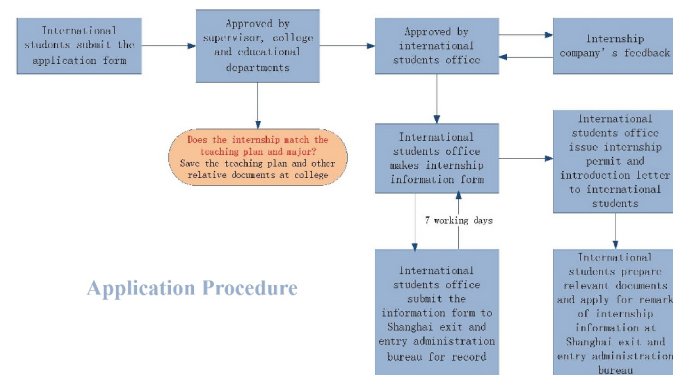 International
students submit the
application form
Approved by
supervisor, college
and educational
departments
Approved by
international
students office
Internship
company's feedback
Does the internship match the
teaching plan and major?
Save the teaching plan and other
relative documents at college
International
students office
makes internship
information form
International
students office
issue internship
permit and
introduction letter
to international
students
7 working days
International
students office
submit the
information form to
Shanghai exit and
entry administration
bureau for record
International
students prepare
relevant documents
and apply for remark
of internship
information at
Shanghai exit and
entry administration
bureau
Application Procedure